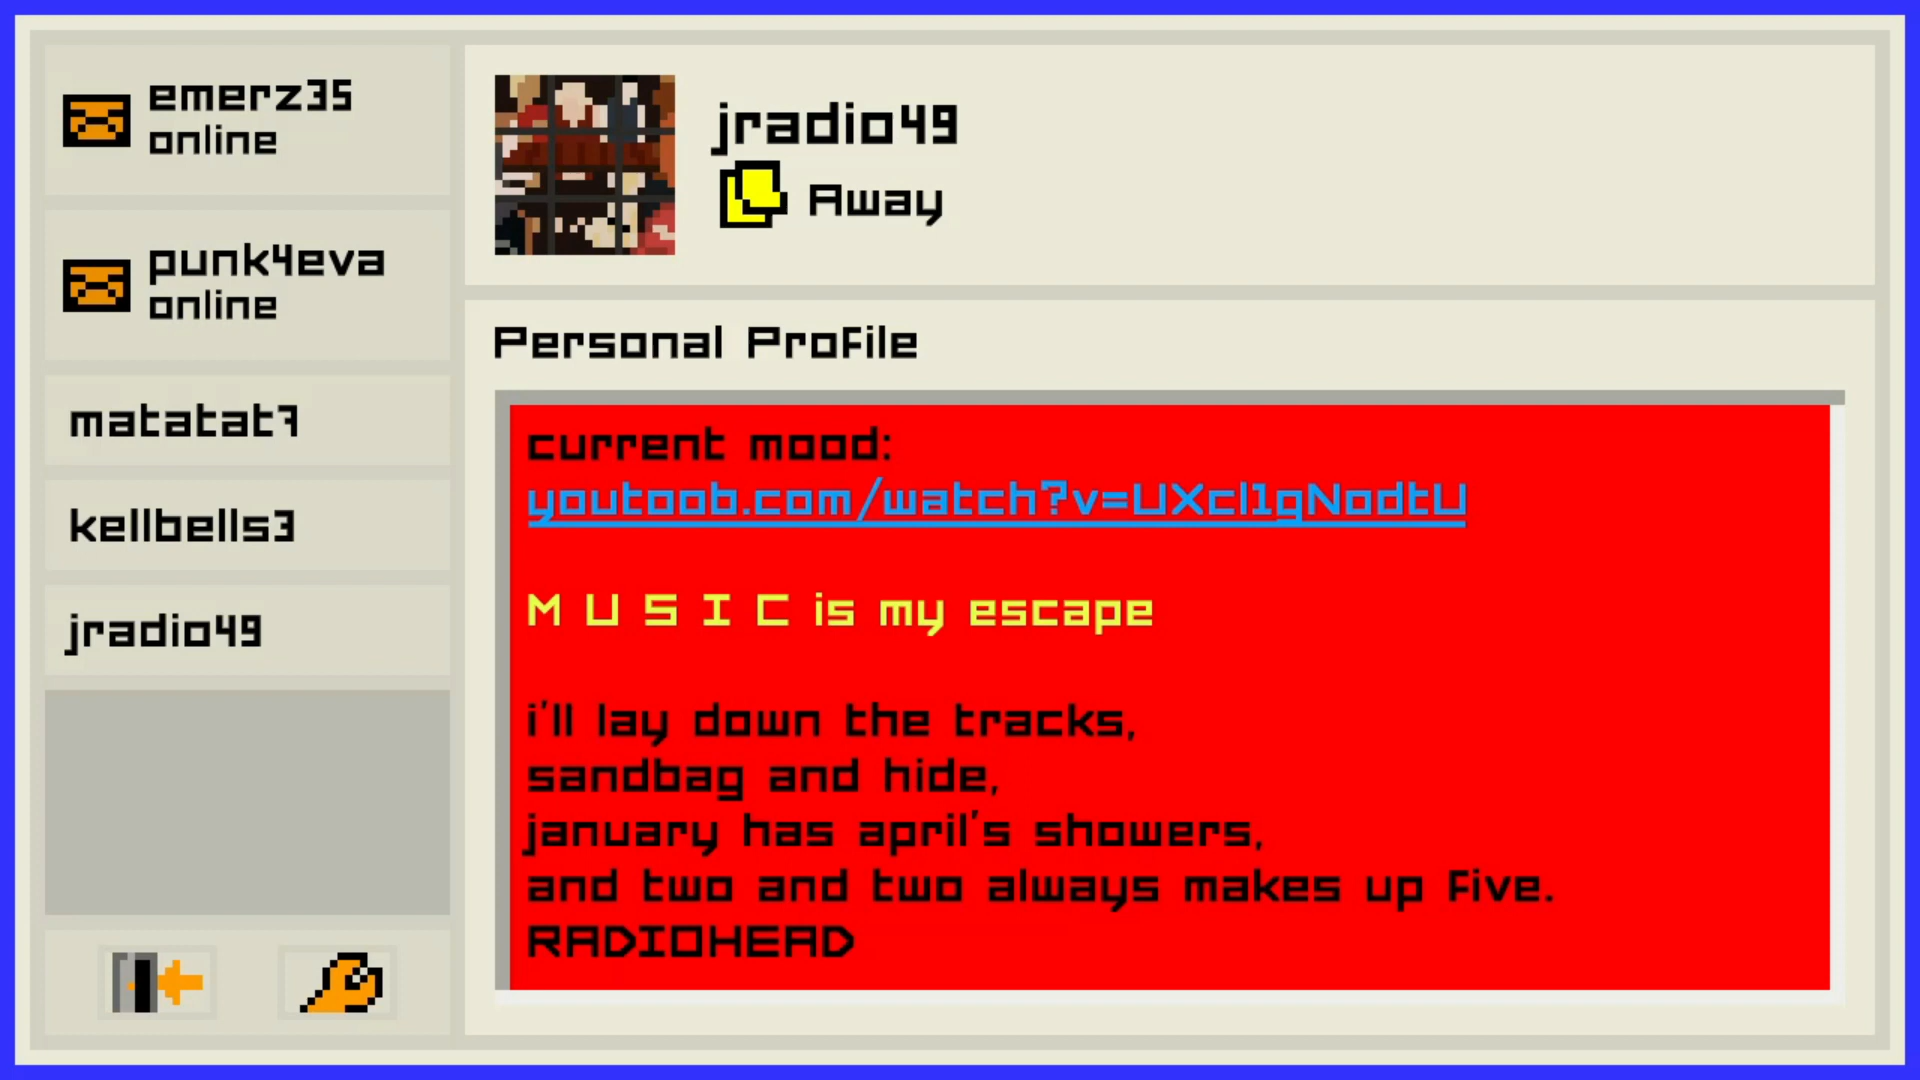 emerz35
online
punk4eva
online
matatat7
kellbells3
jradio49
jradio49
Away
Personal Profile
current mood:
youtoob.com/watch?v=UXcl1gNodtU
M U S I C is my escape
i'll lay down the tracks,
sandbag and hide,
january has april's showers,
and two and two always makes up five.
RADIOHEAD